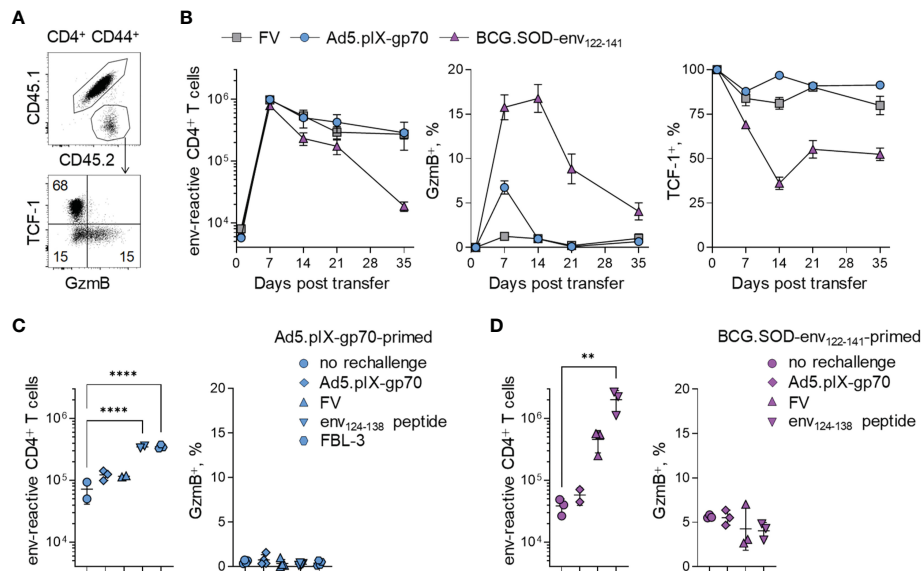 A
CD4⁺ CD44⁺
CD45.1
CD45.2
68
TCF-1
15
15
GzmB
B
FV
Ad5.pIX-gp70
BCG.SOD-env₁₂₂₋₁₄₁
env-reactive CD4⁺ T cells
10⁶
10⁵
10⁴
0 7 14 21 28 35
Days post transfer
GzmB⁺, %
20
15
10
5
0
0 7 14 21 28 35
Days post transfer
TCF-1⁺, %
100
80
60
40
20
0
0 7 14 21 28 35
Days post transfer
C
Ad5.pIX-gp70-primed
no rechallenge
Ad5.pIX-gp70
FV
env₁₂₄₋₁₃₈ peptide
FBL-3
env-reactive CD4⁺ T cells
10⁶
10⁵
10⁴
****
****
GzmB⁺, %
20
15
10
5
0
D
BCG.SOD-env₁₂₂₋₁₄₁-primed
no rechallenge
Ad5.pIX-gp70
FV
env₁₂₄₋₁₃₈ peptide
env-reactive CD4⁺ T cells
10⁶
10⁵
10⁴
**
GzmB⁺, %
20
15
10
5
0